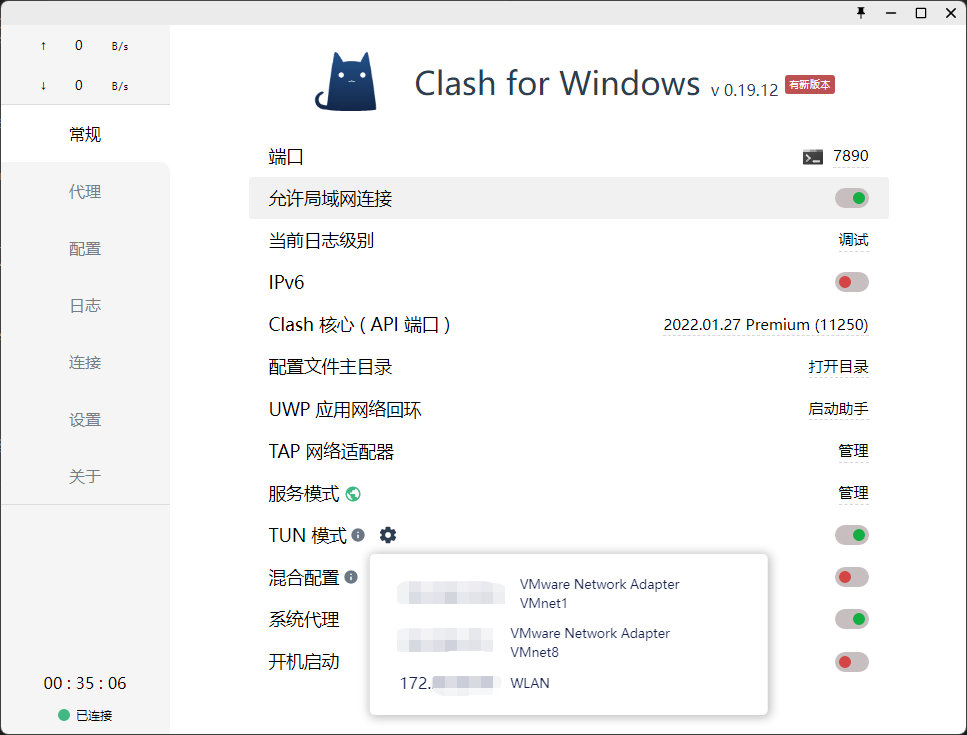 ↑ 0 B/s
↓ 0 B/s
常规
代理
配置
日志
连接
设置
关于
00 : 35 : 06
已连接
Clash for Windows v 0.19.12 有新版本
端口 7890
允许局域网连接
当前日志级别 调试
IPv6
Clash 核心 ( API 端口 ) 2022.01.27 Premium (11250)
配置文件主目录 打开目录
UWP 应用网络回环 启动助手
TAP 网络适配器 管理
服务模式 管理
TUN 模式
混合配置
系统代理
开机启动
VMware Network Adapter
VMnet1
VMware Network Adapter
VMnet8
172. WLAN